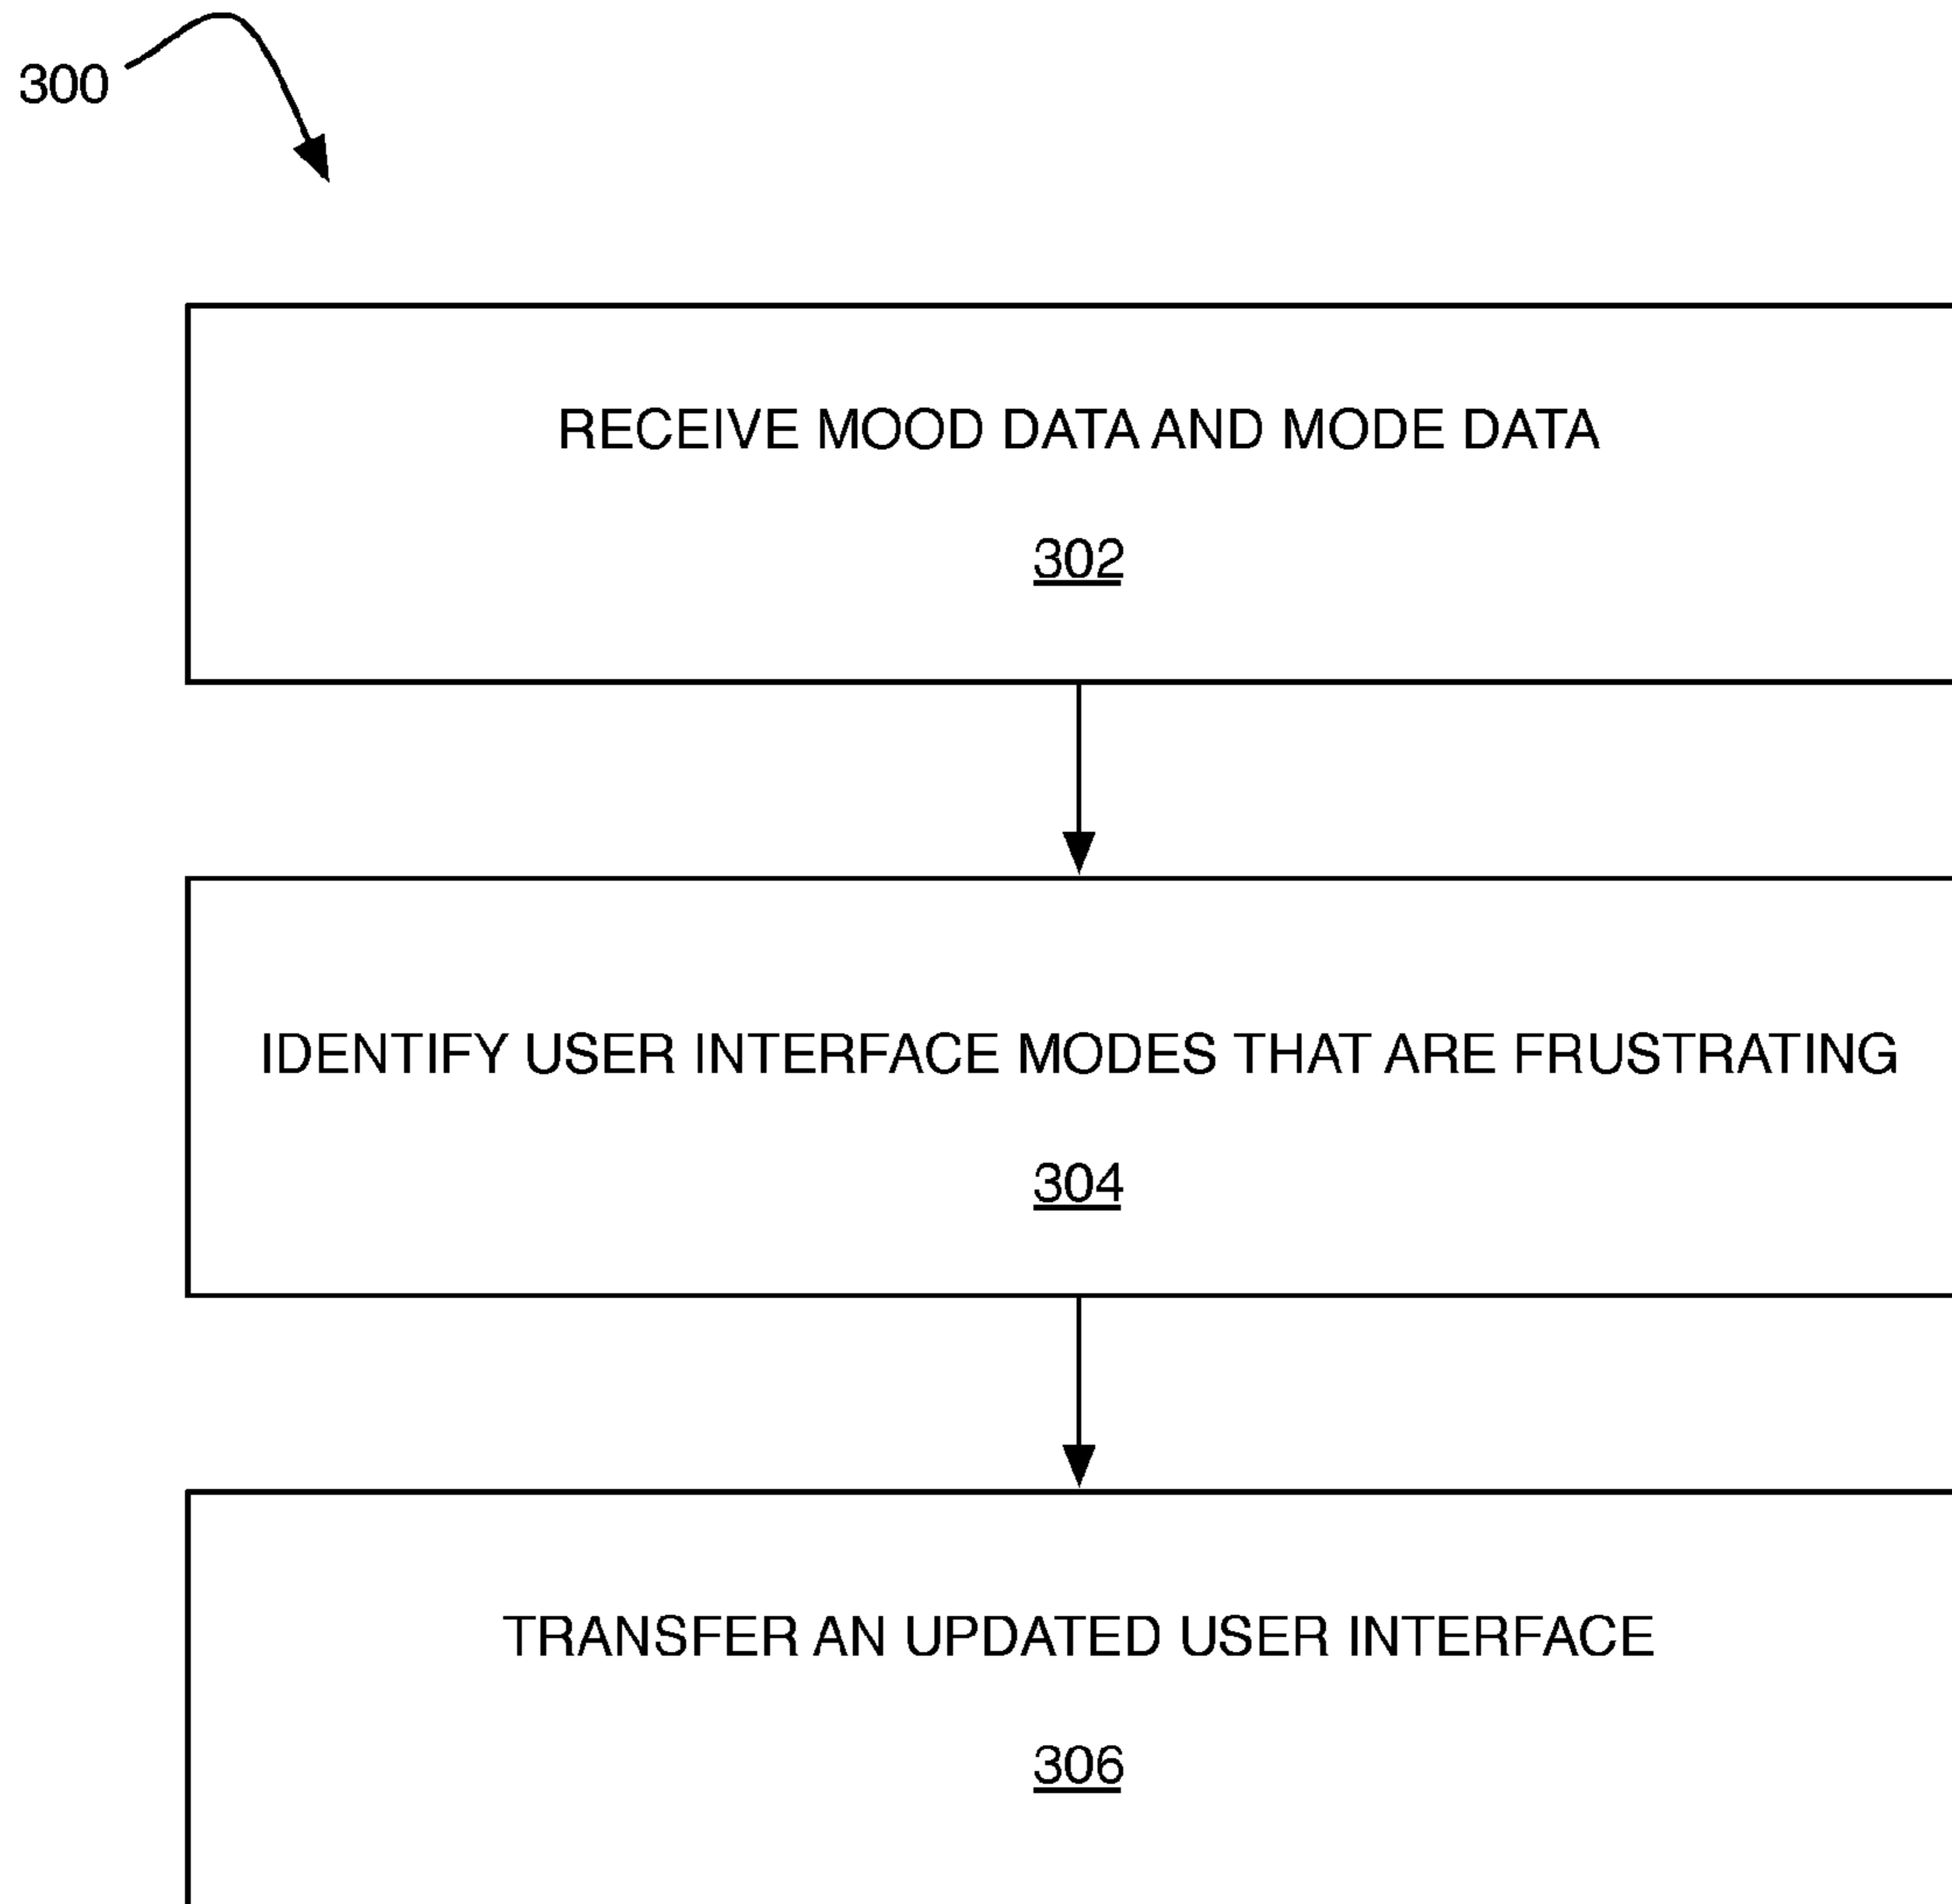 300
RECEIVE MOOD DATA AND MODE DATA
302
IDENTIFY USER INTERFACE MODES THAT ARE FRUSTRATING
304
TRANSFER AN UPDATED USER INTERFACE
306